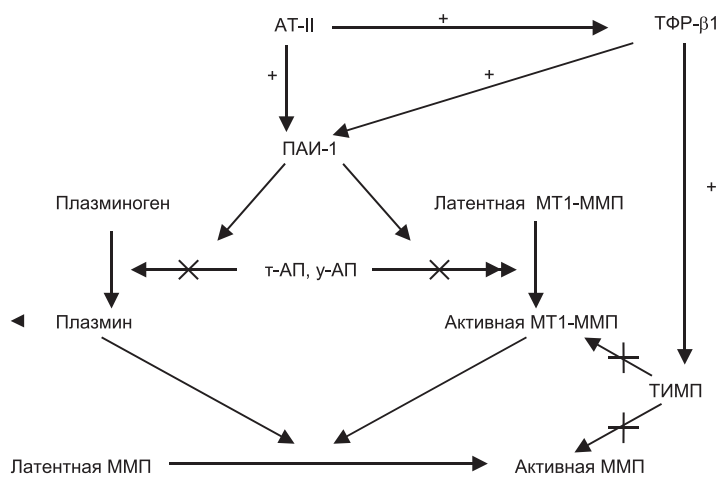 +
АТ-II
ТФР-β1
+
+
ПАИ-1
Плазминоген
Латентная МТ1-ММП
+
т-АП, у-АП
Плазмин
Активная МТ1-ММП
ТИМП
Латентная ММП
Активная ММП